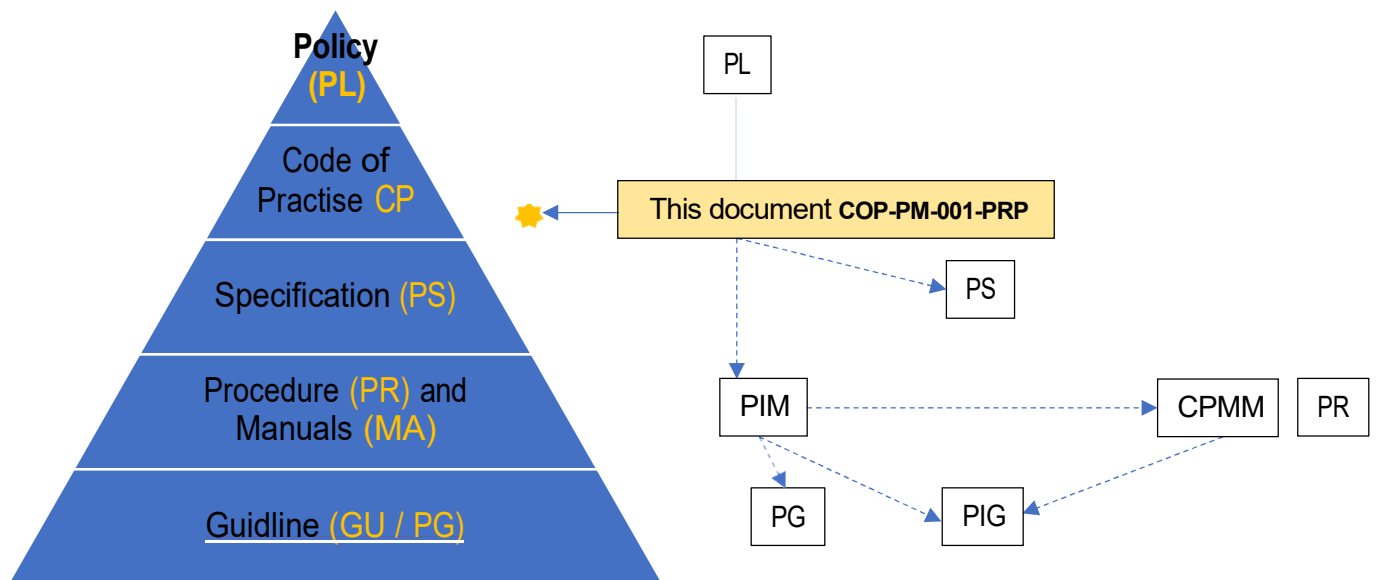 Policy
(PL)
Code of
Practise CP
Specification (PS)
Procedure (PR) and
Manuals (MA)
Guidline (GU / PG)
PL
This document COP-PM-001-PRP
PS
PIM
CPMM
PR
PG
PIG